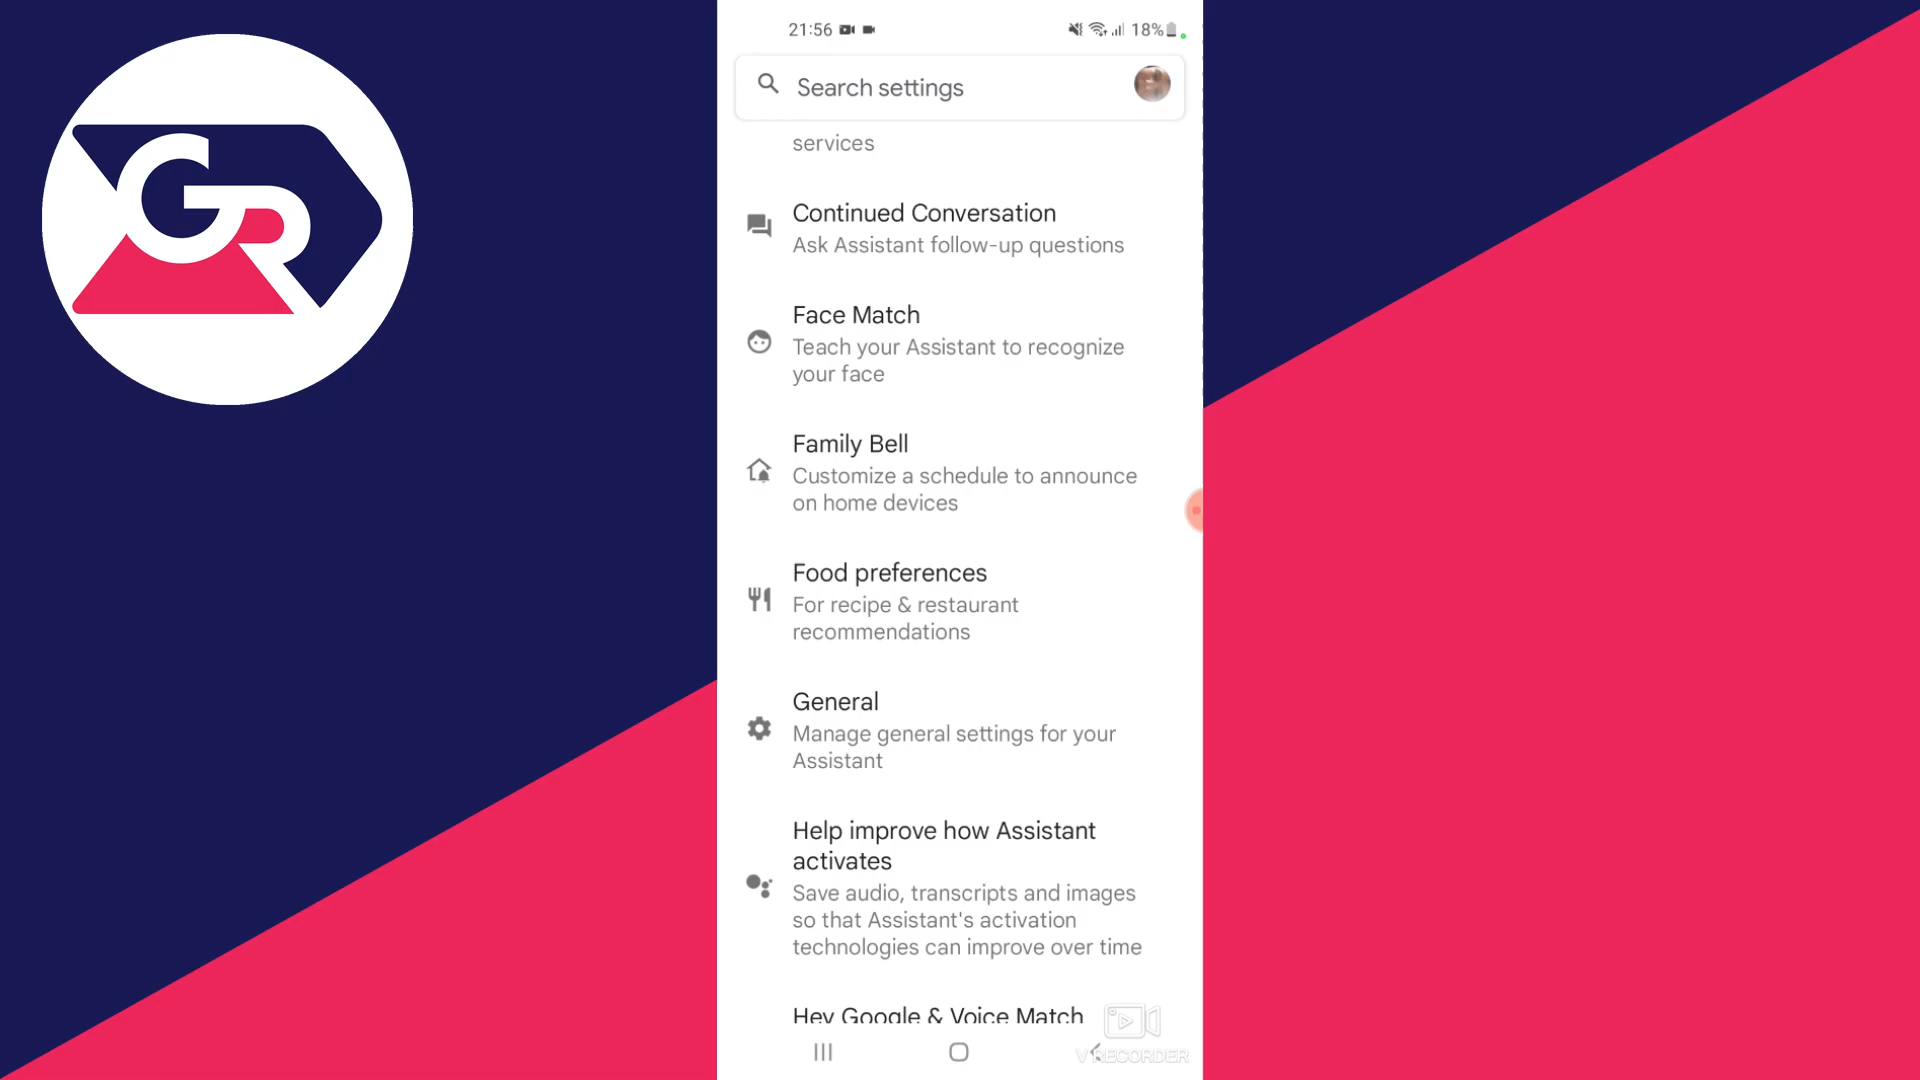 GR
21:56
18%
Search settings
services
Continued Conversation
Ask Assistant follow-up questions
Face Match
Teach your Assistant to recognize
your face
Family Bell
Customize a schedule to announce
on home devices
Food preferences
For recipe & restaurant
recommendations
General
Manage general settings for your
Assistant
Help improve how Assistant
activates
Save audio, transcripts and images
so that Assistant's activation
technologies can improve over time
Hey Google & Voice Match
V RECORDER